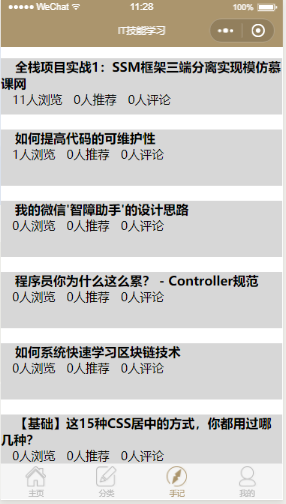 WeChat
11:28
100%
IT技能学习
全栈项目实战1：SSM框架三端分离实现模仿慕
课网
11人浏览 0人推荐 0人评论
如何提高代码的可维护性
1人浏览 0人推荐 0人评论
我的微信'智障助手'的设计思路
0人浏览 0人推荐 0人评论
程序员你为什么这么累？ - Controller规范
0人浏览 0人推荐 0人评论
如何系统快速学习区块链技术
0人浏览 0人推荐 0人评论
【基础】这15种CSS居中的方式，你都用过哪
几种？
0人浏览 0人推荐 0人评论
主页 分类 手记 我的